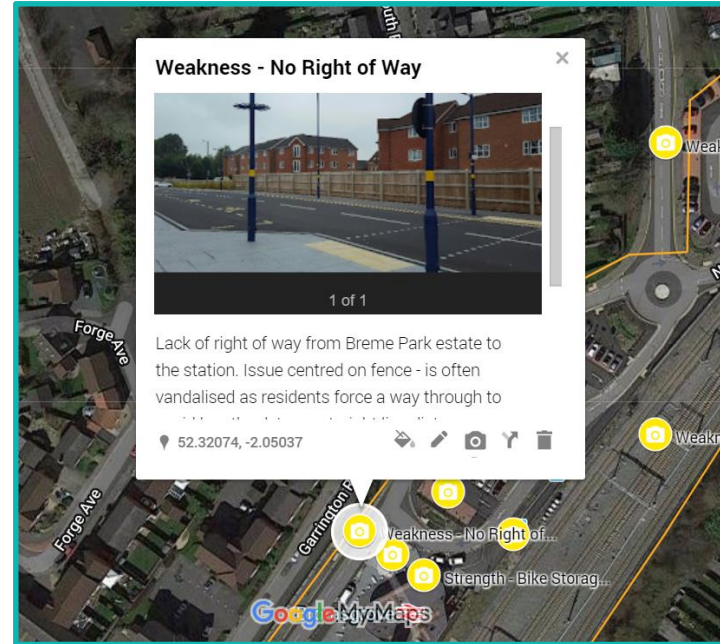 Weakness - No Right of Way
1 of 1
Lack of right of way from Breme Park estate to
the station. Issue centred on fence - is often
vandalised as residents force a way through to
52.32074, -2.05037
Weak
Forge Ave
Forge Ave
Weakn
Garrington R
Weakness - No Right of...
Strength - Bike Storag...
Google My Maps